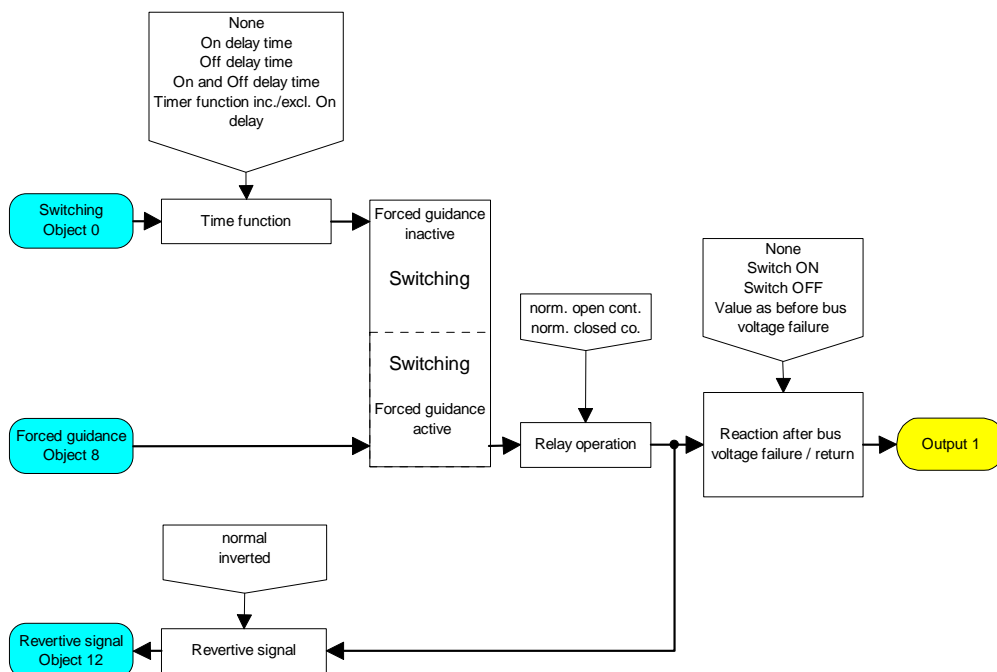 None
On delay time
Off delay time
On and Off delay time
Timer function inc./excl. On
delay
Switching
Object 0
Time function
Forced guidance
inactive
Switching
Switching
Forced guidance
active
norm. open cont.
norm. closed co.
None
Switch ON
Switch OFF
Value as before bus
voltage failure
Forced guidance
Object 8
Relay operation
Reaction after bus
voltage failure / return
Output 1
normal
inverted
Revertive signal
Object 12
Revertive signal